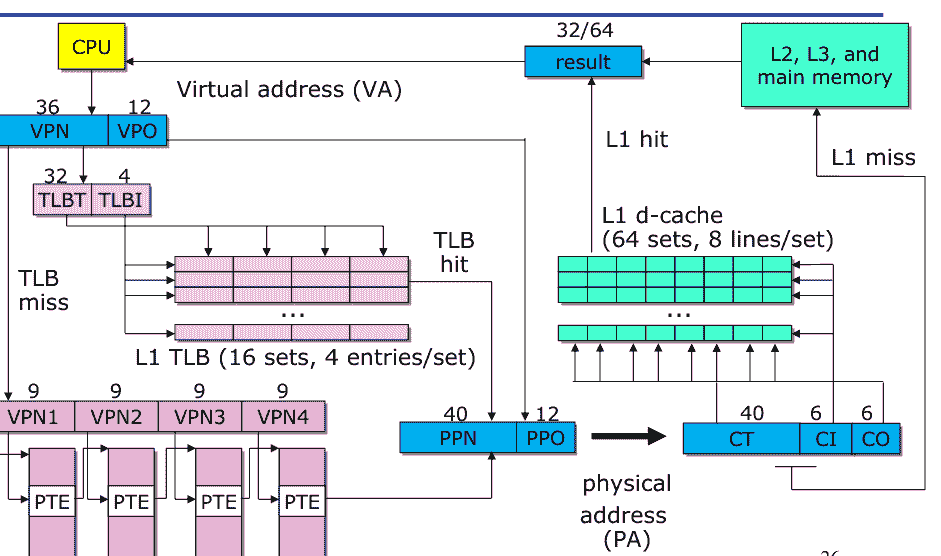 32/64
CPU
result
L2, L3, and
main memory
Virtual address (VA)
36
12
VPN
VPO
L1 hit
L1 miss
32
4
TLBT
TLBI
L1 d-cache
(64 sets, 8 lines/set)
TLB
hit
TLB
miss
...
...
L1 TLB (16 sets, 4 entries/set)
9
9
9
9
VPN1
VPN2
VPN3
VPN4
40
12
PPN
PPO
40
6
6
CT
CI
CO
PTE
PTE
PTE
PTE
physical
address
(PA)